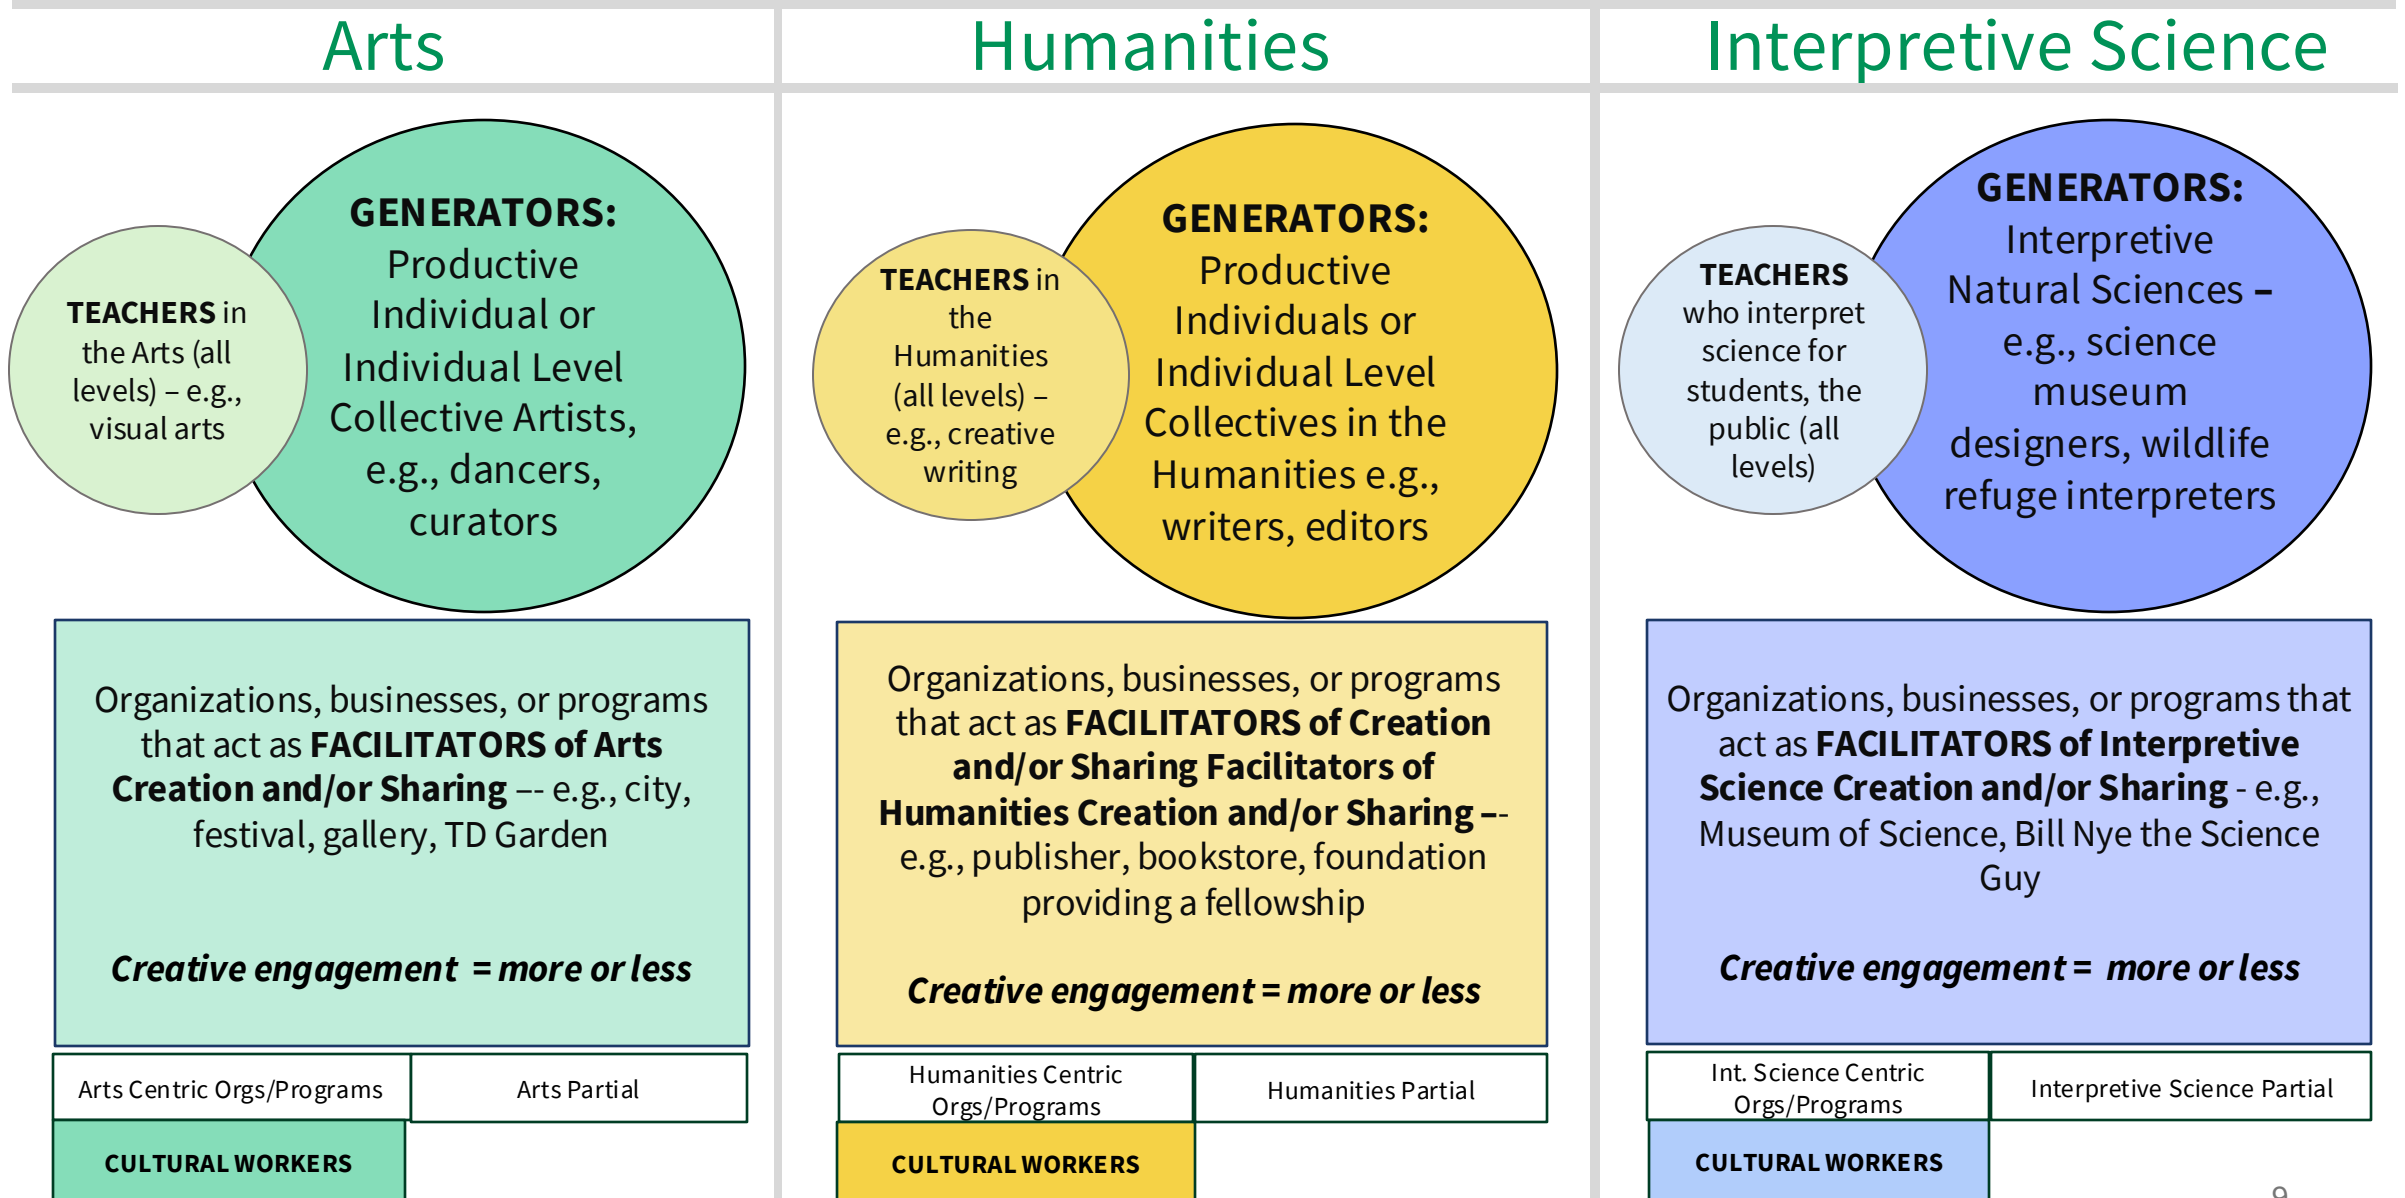 Arts
Humanities
Interpretive Science
TEACHERS in
the Arts (all
levels) – e.g.,
visual arts
GENERATORS:
Productive
Individual or
Individual Level
Collective Artists,
e.g., dancers,
curators
Organizations, businesses, or programs
that act as FACILITATORS of Arts
Creation and/or Sharing –- e.g., city,
festival, gallery, TD Garden
Creative engagement = more or less
Arts Centric Orgs/Programs
Arts Partial
CULTURAL WORKERS
TEACHERS in
the
Humanities
(all levels) –
e.g., creative
writing
GENERATORS:
Productive
Individuals or
Individual Level
Collectives in the
Humanities e.g.,
writers, editors
Organizations, businesses, or programs
that act as FACILITATORS of Creation
and/or Sharing Facilitators of
Humanities Creation and/or Sharing –-
e.g., publisher, bookstore, foundation
providing a fellowship
Creative engagement = more or less
Humanities Centric
Orgs/Programs
Humanities Partial
CULTURAL WORKERS
TEACHERS
who interpret
science for
students, the
public (all
levels)
GENERATORS:
Interpretive
Natural Sciences –
e.g., science
museum
designers, wildlife
refuge interpreters
Organizations, businesses, or programs that
act as FACILITATORS of Interpretive
Science Creation and/or Sharing - e.g.,
Museum of Science, Bill Nye the Science
Guy
Creative engagement = more or less
Int. Science Centric
Orgs/Programs
Interpretive Science Partial
CULTURAL WORKERS